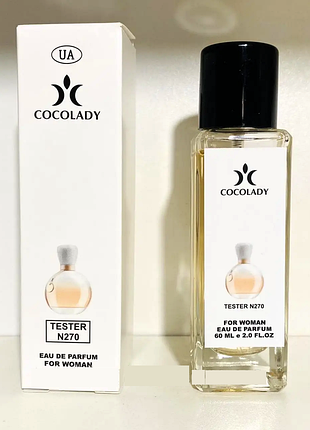 UA
COCOLADY
TESTER
N270
EAU DE PARFUM
FOR WOMAN
COCOLADY
TESTER N270
FOR WOMAN
EAU DE PARFUM
60 ML e 2.0 FL.OZ